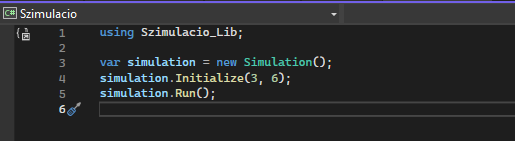 C# Szimulacio
1 using Szimulacio_Lib;
2
3 var simulation = new Simulation();
4 simulation.Initialize(3, 6);
5 simulation.Run();
6